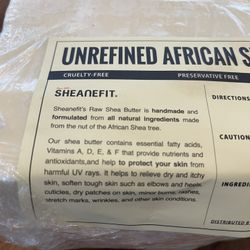 UNREFINED AFRICAN S
CRUELTY-FREE PRESERVATIVE FREE
SHEANEFIT.
Sheanefit's Raw Shea Butter is handmade and
formulated from all natural ingredients made
from the nut of the African Shea tree.
Our shea butter contains essential fatty acids,
Vitamins A, D, E, & F that provide nutrients and
antioxidants,and help to protect your skin from
harmful UV rays. It helps to relieve dry and itchy
skin, soften tough skin such as elbows and heels,
cuticles, dry patches on skin, minor burns, rashes,
stretch marks, wrinkles, and other skin conditions.
DIRECTIONS
CAUTION
INGREDI
DISTRIBUTED B